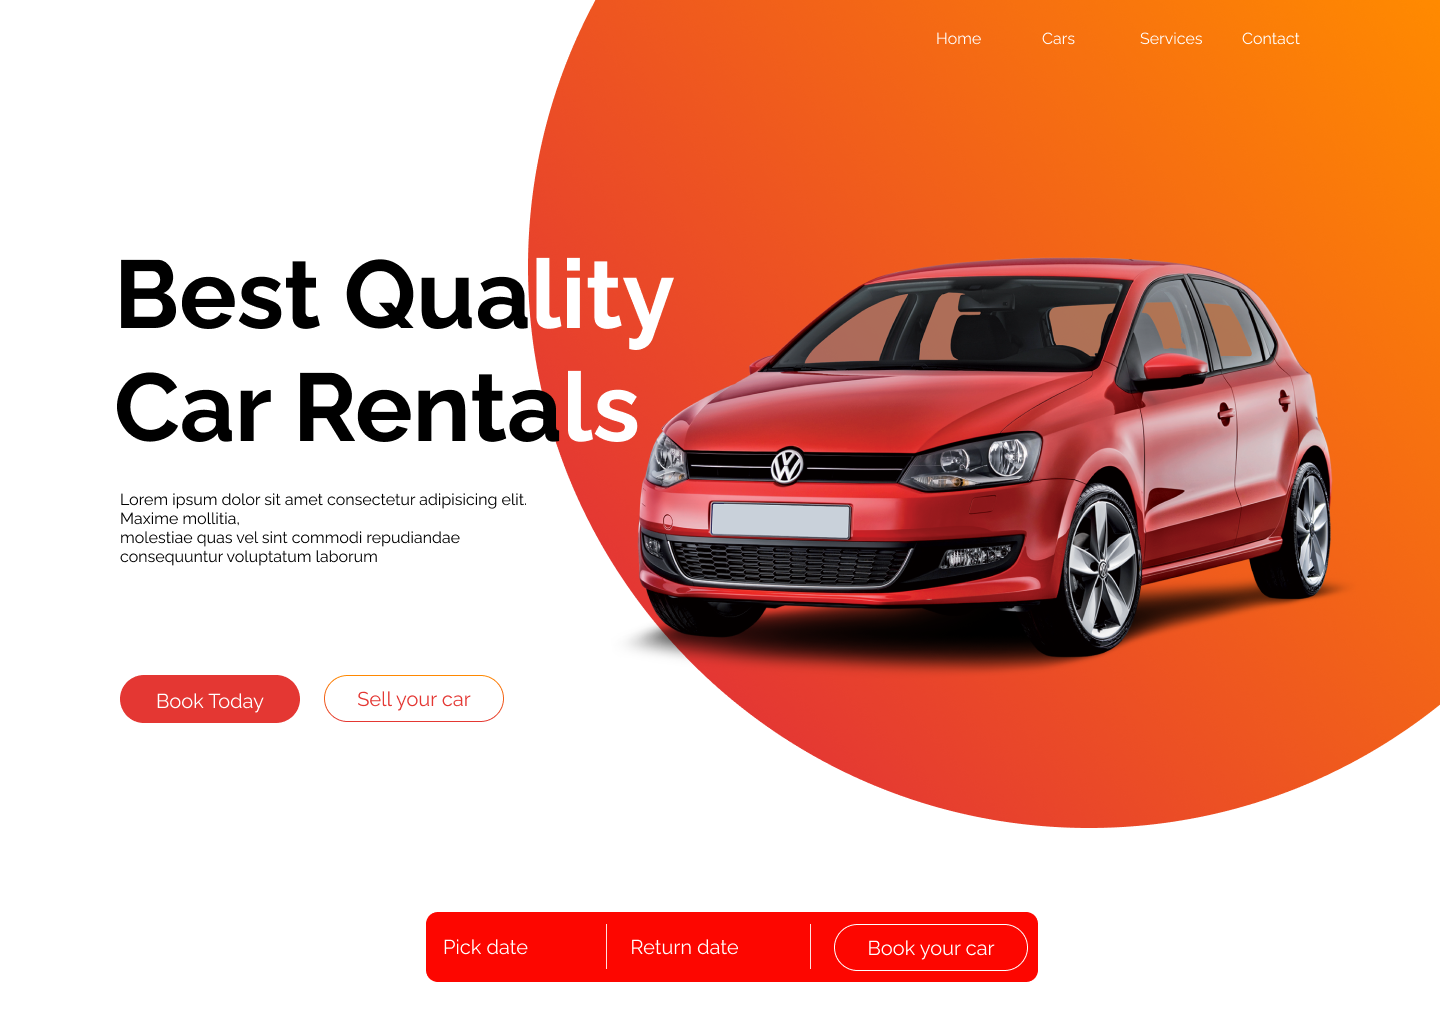 Home Cars Services Contact
Best Quality
Car Rentals
Lorem ipsum dolor sit amet consectetur adipisicing elit.
Maxime mollitia,
molestiae quas vel sint commodi repudiandae
consequuntur voluptatum laborum
Book Today Sell your car
Pick date Return date Book your car